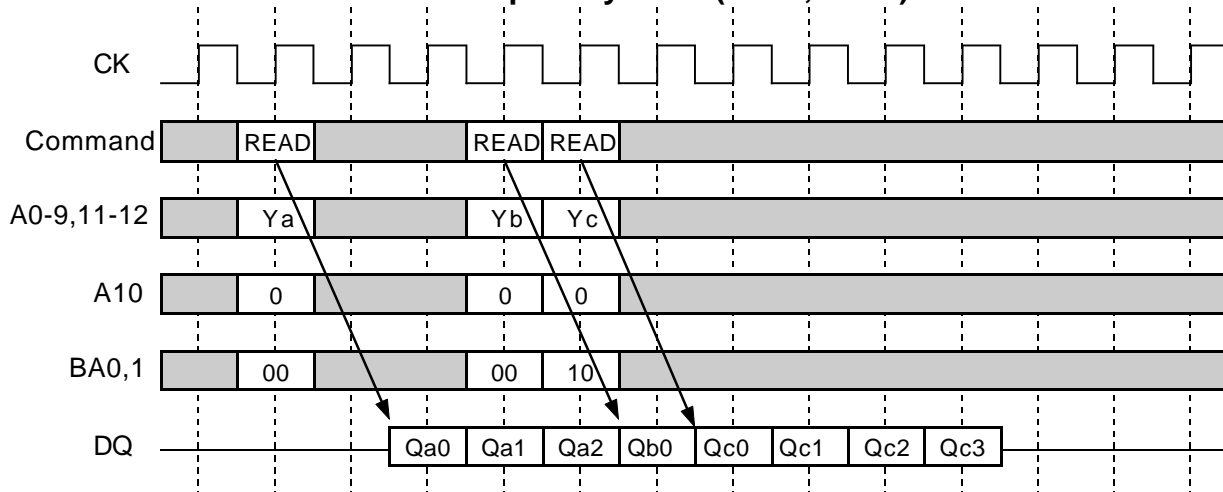 CK
Command READ READ READ
A0-9,11-12 Ya Yb Yc
A10 0 0 0
BA0,1 00 00 10
DQ Qa0 Qa1 Qa2 Qb0 Qc0 Qc1 Qc2 Qc3